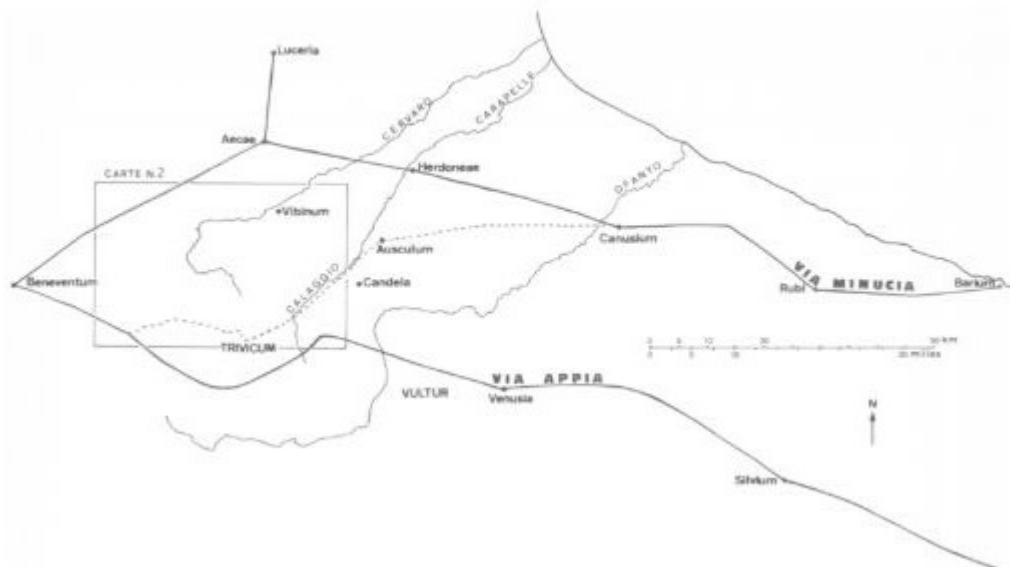 Luceria
CERVARO
CARAPELLE
Aecae
Herdoneae
OFANTO
CARTE N.2
Vibinum
Canusium
Ausculum
CALAGGIO
VIA MINUCIA
Beneventum
Candela
Rubi
Barium
TRIVICUM
VIA APPIA
VULTUR
Venusia
N
Silvium